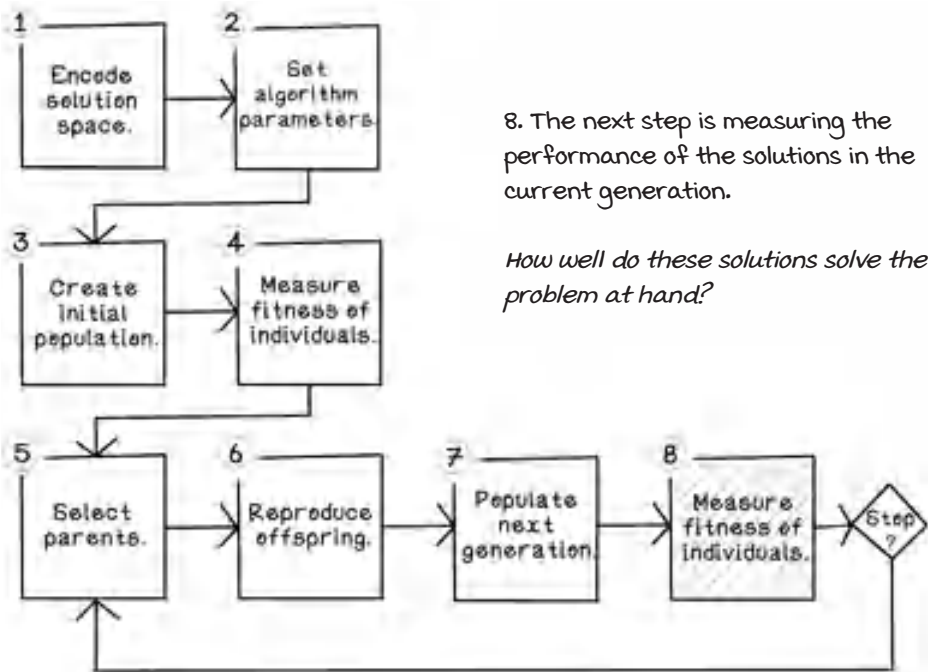 1
Encode
solution
space.
2
Set
algorithm
parameters.
8. The next step is measuring the
performance of the solutions in the
current generation.
How well do these solutions solve the
problem at hand?
3
Create
initial
population.
4
Measure
fitness of
individuals.
5
Select
parents.
6
Reproduce
offspring.
7
Populate
next
generation.
8
Measure
fitness of
individuals.
Stop
?